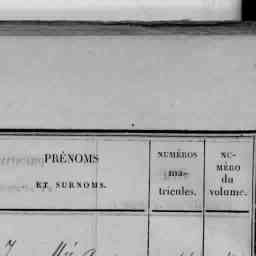 PRÉNOMS
ET SURNOMS.
NUMÉROS
ma-
tricules.
NU-
MÉRO
du
volume.